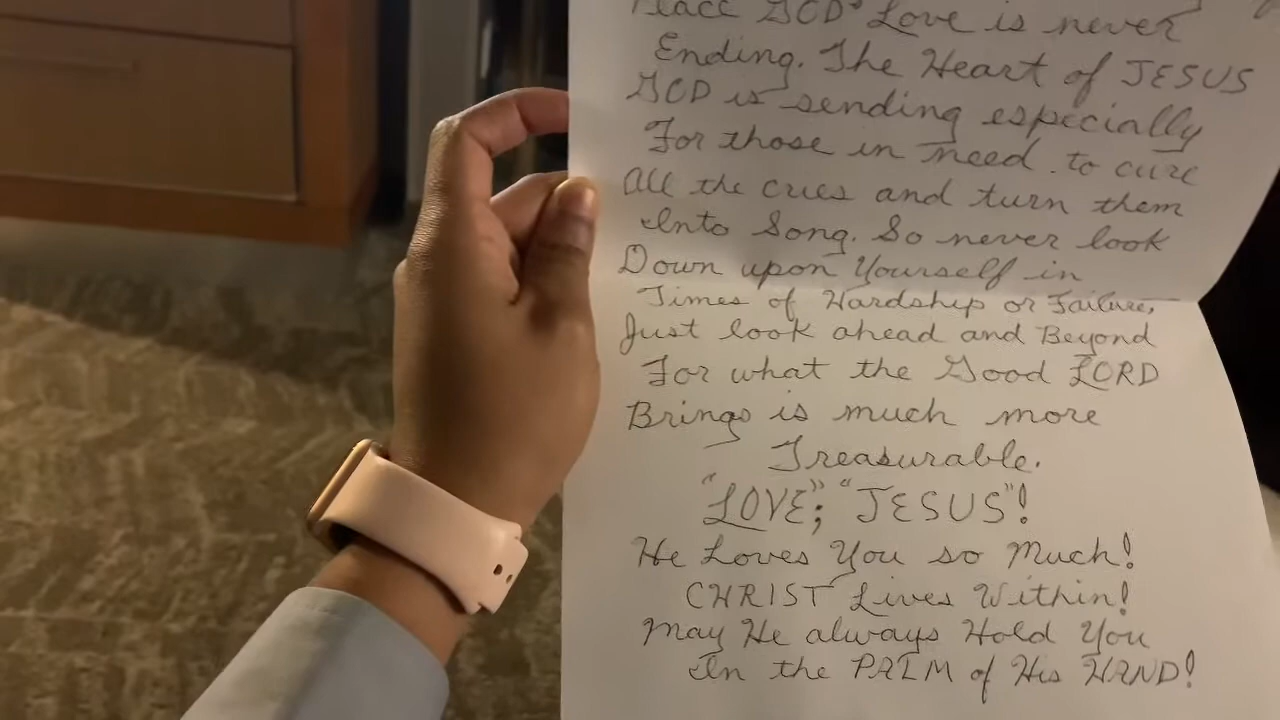 Peace GOD'S Love is never
Ending. The Heart of JESUS
GOD is sending especially
For those in need. to cure
All the cries and turn them
Into Song. So never look
Down upon Yourself in
Times of Hardship or Failure,
Just look ahead and Beyond
For what the Good LORD
Brings is much more
Treasurable.
"LOVE"; "JESUS"!
He Loves You so Much!
CHRIST Lives Within!
May He always Hold You
In the PALM of His HAND!